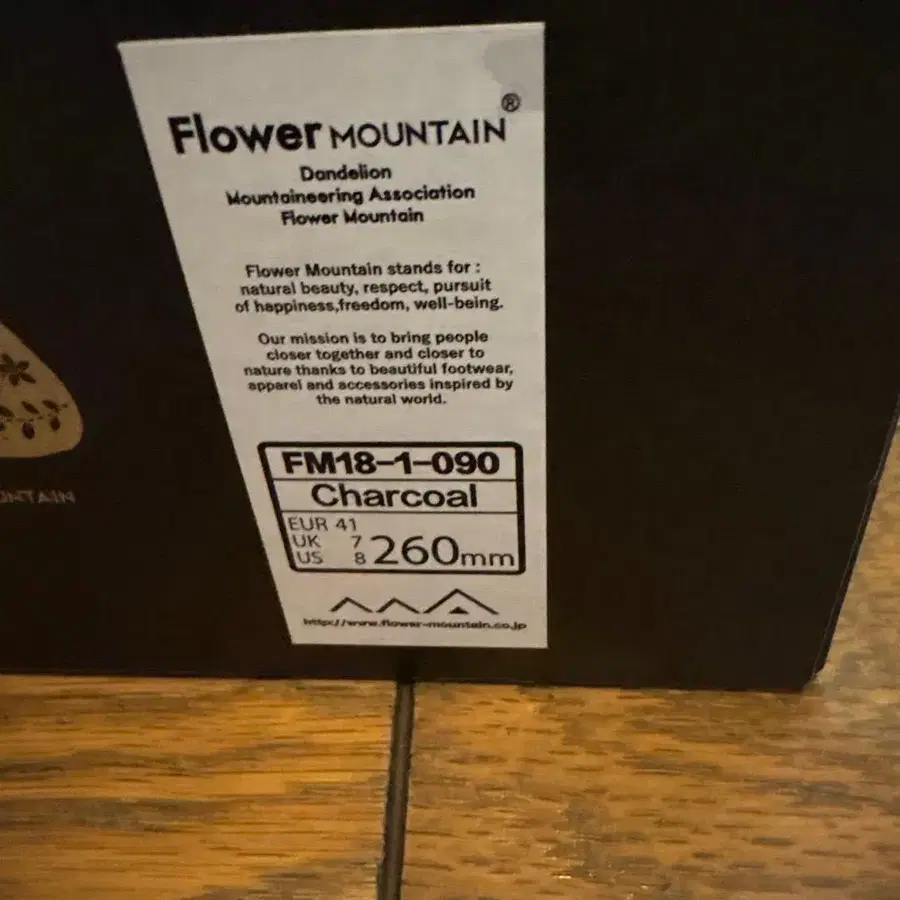 Flower MOUNTAIN®
Dandelion
Mountaineering Association
Flower Mountain
Flower Mountain stands for :
natural beauty, respect, pursuit
of happiness,freedom, well-being.
Our mission is to bring people
closer together and closer to
nature thanks to beautiful footwear,
apparel and accessories inspired by
the natural world.
FM18-1-090
Charcoal
EUR 41
UK 7
US 8
260mm
http://www.flower-mountain.co.jp